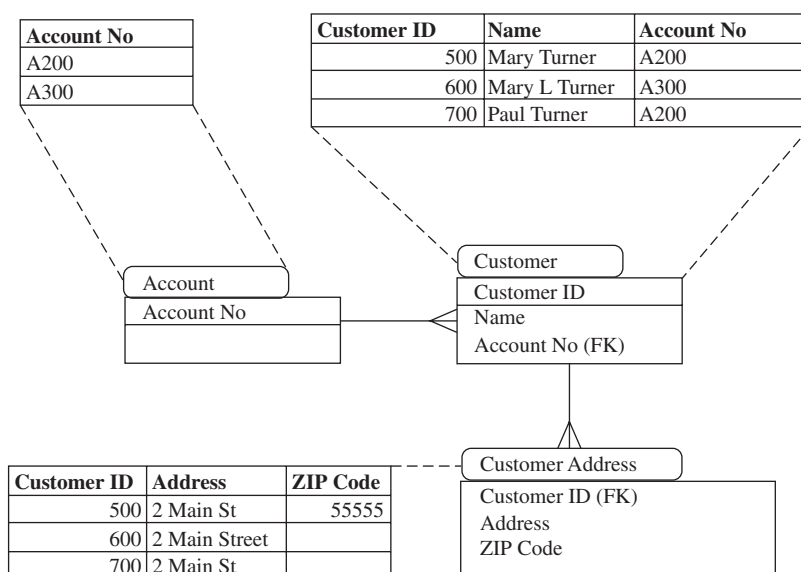 Account No
A200
A300
Customer ID Name Account No
500 Mary Turner A200
600 Mary L Turner A300
700 Paul Turner A200
Account
Account No
Customer
Customer ID
Name
Account No (FK)
Customer ID Address ZIP Code
500 2 Main St 55555
600 2 Main Street
700 2 Main St
Customer Address
Customer ID (FK)
Address
ZIP Code